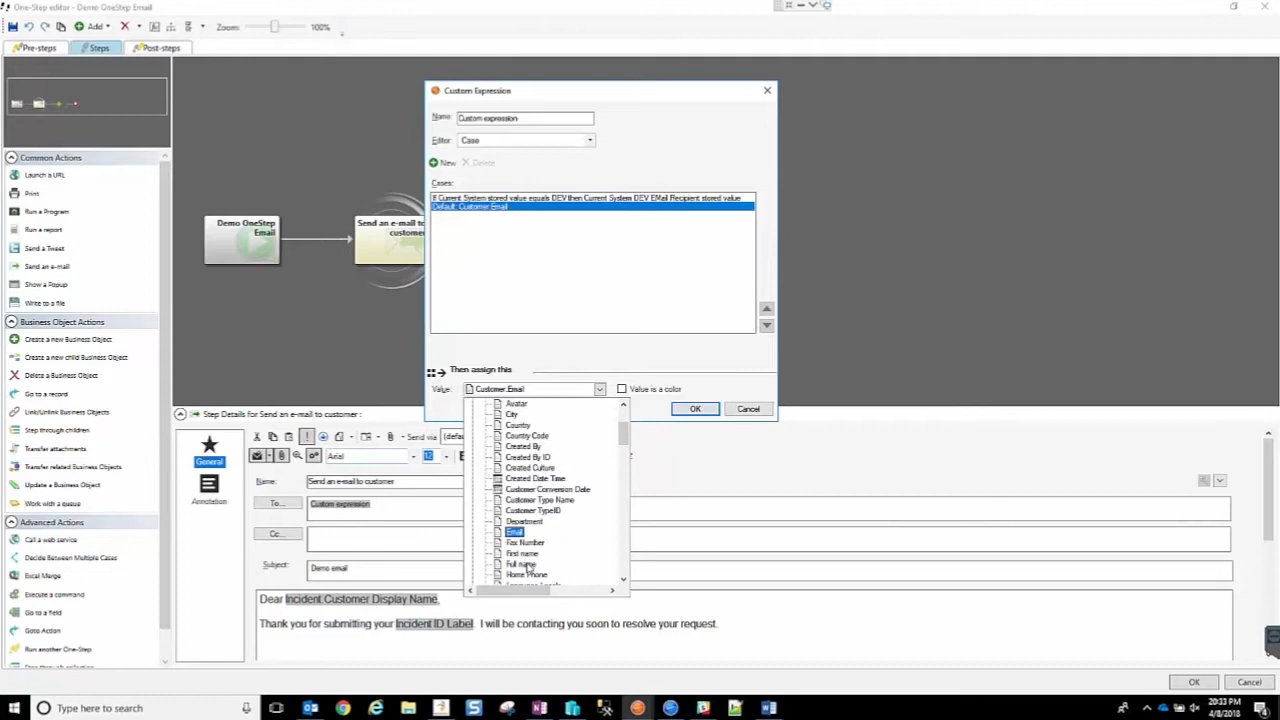 One-Step editor - Demo OneStep Email
Add
Zoom:
100%
Pre-steps
Steps
Post-steps
Common Actions
Launch a URL
Print
Run a Program
Run a report
Send a Tweet
Send an e-mail
Show a Popup
Write to a file
Business Object Actions
Create a new Business Object
Create a new child Business Object
Delete a Business Object
Go to a record
Link/Unlink Business Objects
Step through children
Transfer attachments
Transfer related Business Objects
Update a Business Object
Work with a queue
Advanced Actions
Call a web service
Decide Between Multiple Cases
Excel Merge
Execute a command
Go to a field
Goto Action
Run another One-Step
Demo OneStep
Email
Send an e-mail to
customer
Custom Expression
Name:
Custom expression
Editor:
Case
New
Delete
Cases:
If Current System stored value equals DEV then Current System DEV EMail Recipient stored value
Default: Customer.Email
Then assign this
Value:
Customer.Email
Value is a color
OK
Cancel
Avatar
City
Country
Country Code
Created By
Created By ID
Created Culture
Created Date Time
Customer Conversion Date
Customer Type Name
Customer TypeID
Department
Email
Fax Number
First name
Full name
Home Phone
Step Details for Send an e-mail to customer :
General
Annotation
Send via
Arial
12
Name:
Send an e-mail to customer
To...
Custom expression
Cc...
Subject:
Demo email
Dear Incident.Customer Display Name,
Thank you for submitting your Incident ID Label. I will be contacting you soon to resolve your request.
OK
Cancel
Type here to search
20:33 PM
4/8/2018